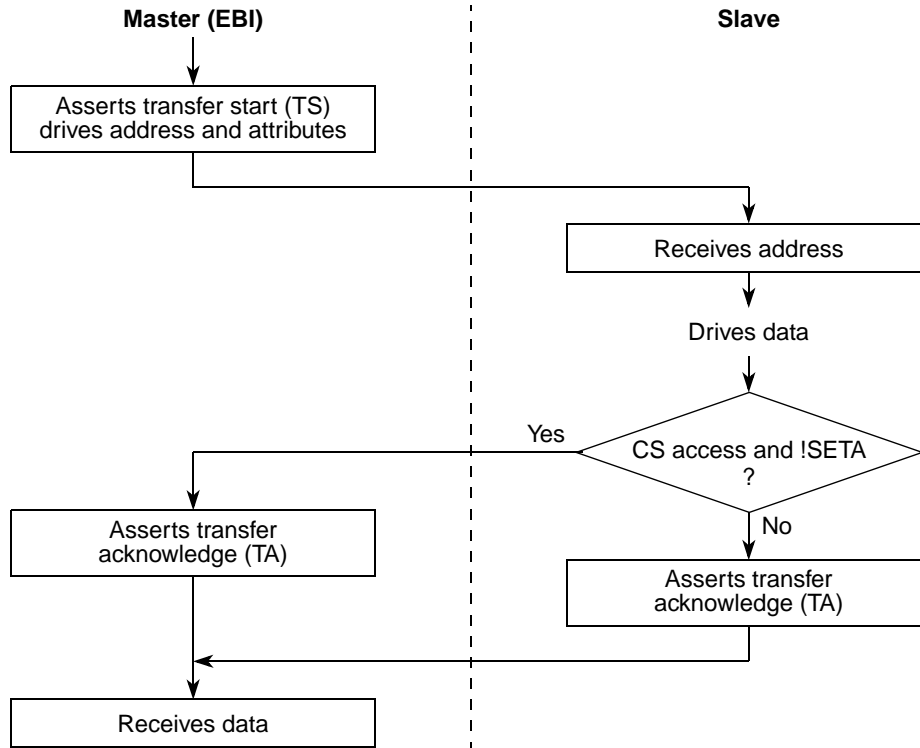 Master (EBI)
Slave
Asserts transfer start (TS)
drives address and attributes
Receives address
Drives data
Yes
CS access and !SETA
?
No
Asserts transfer
acknowledge (TA)
Asserts transfer
acknowledge (TA)
Receives data